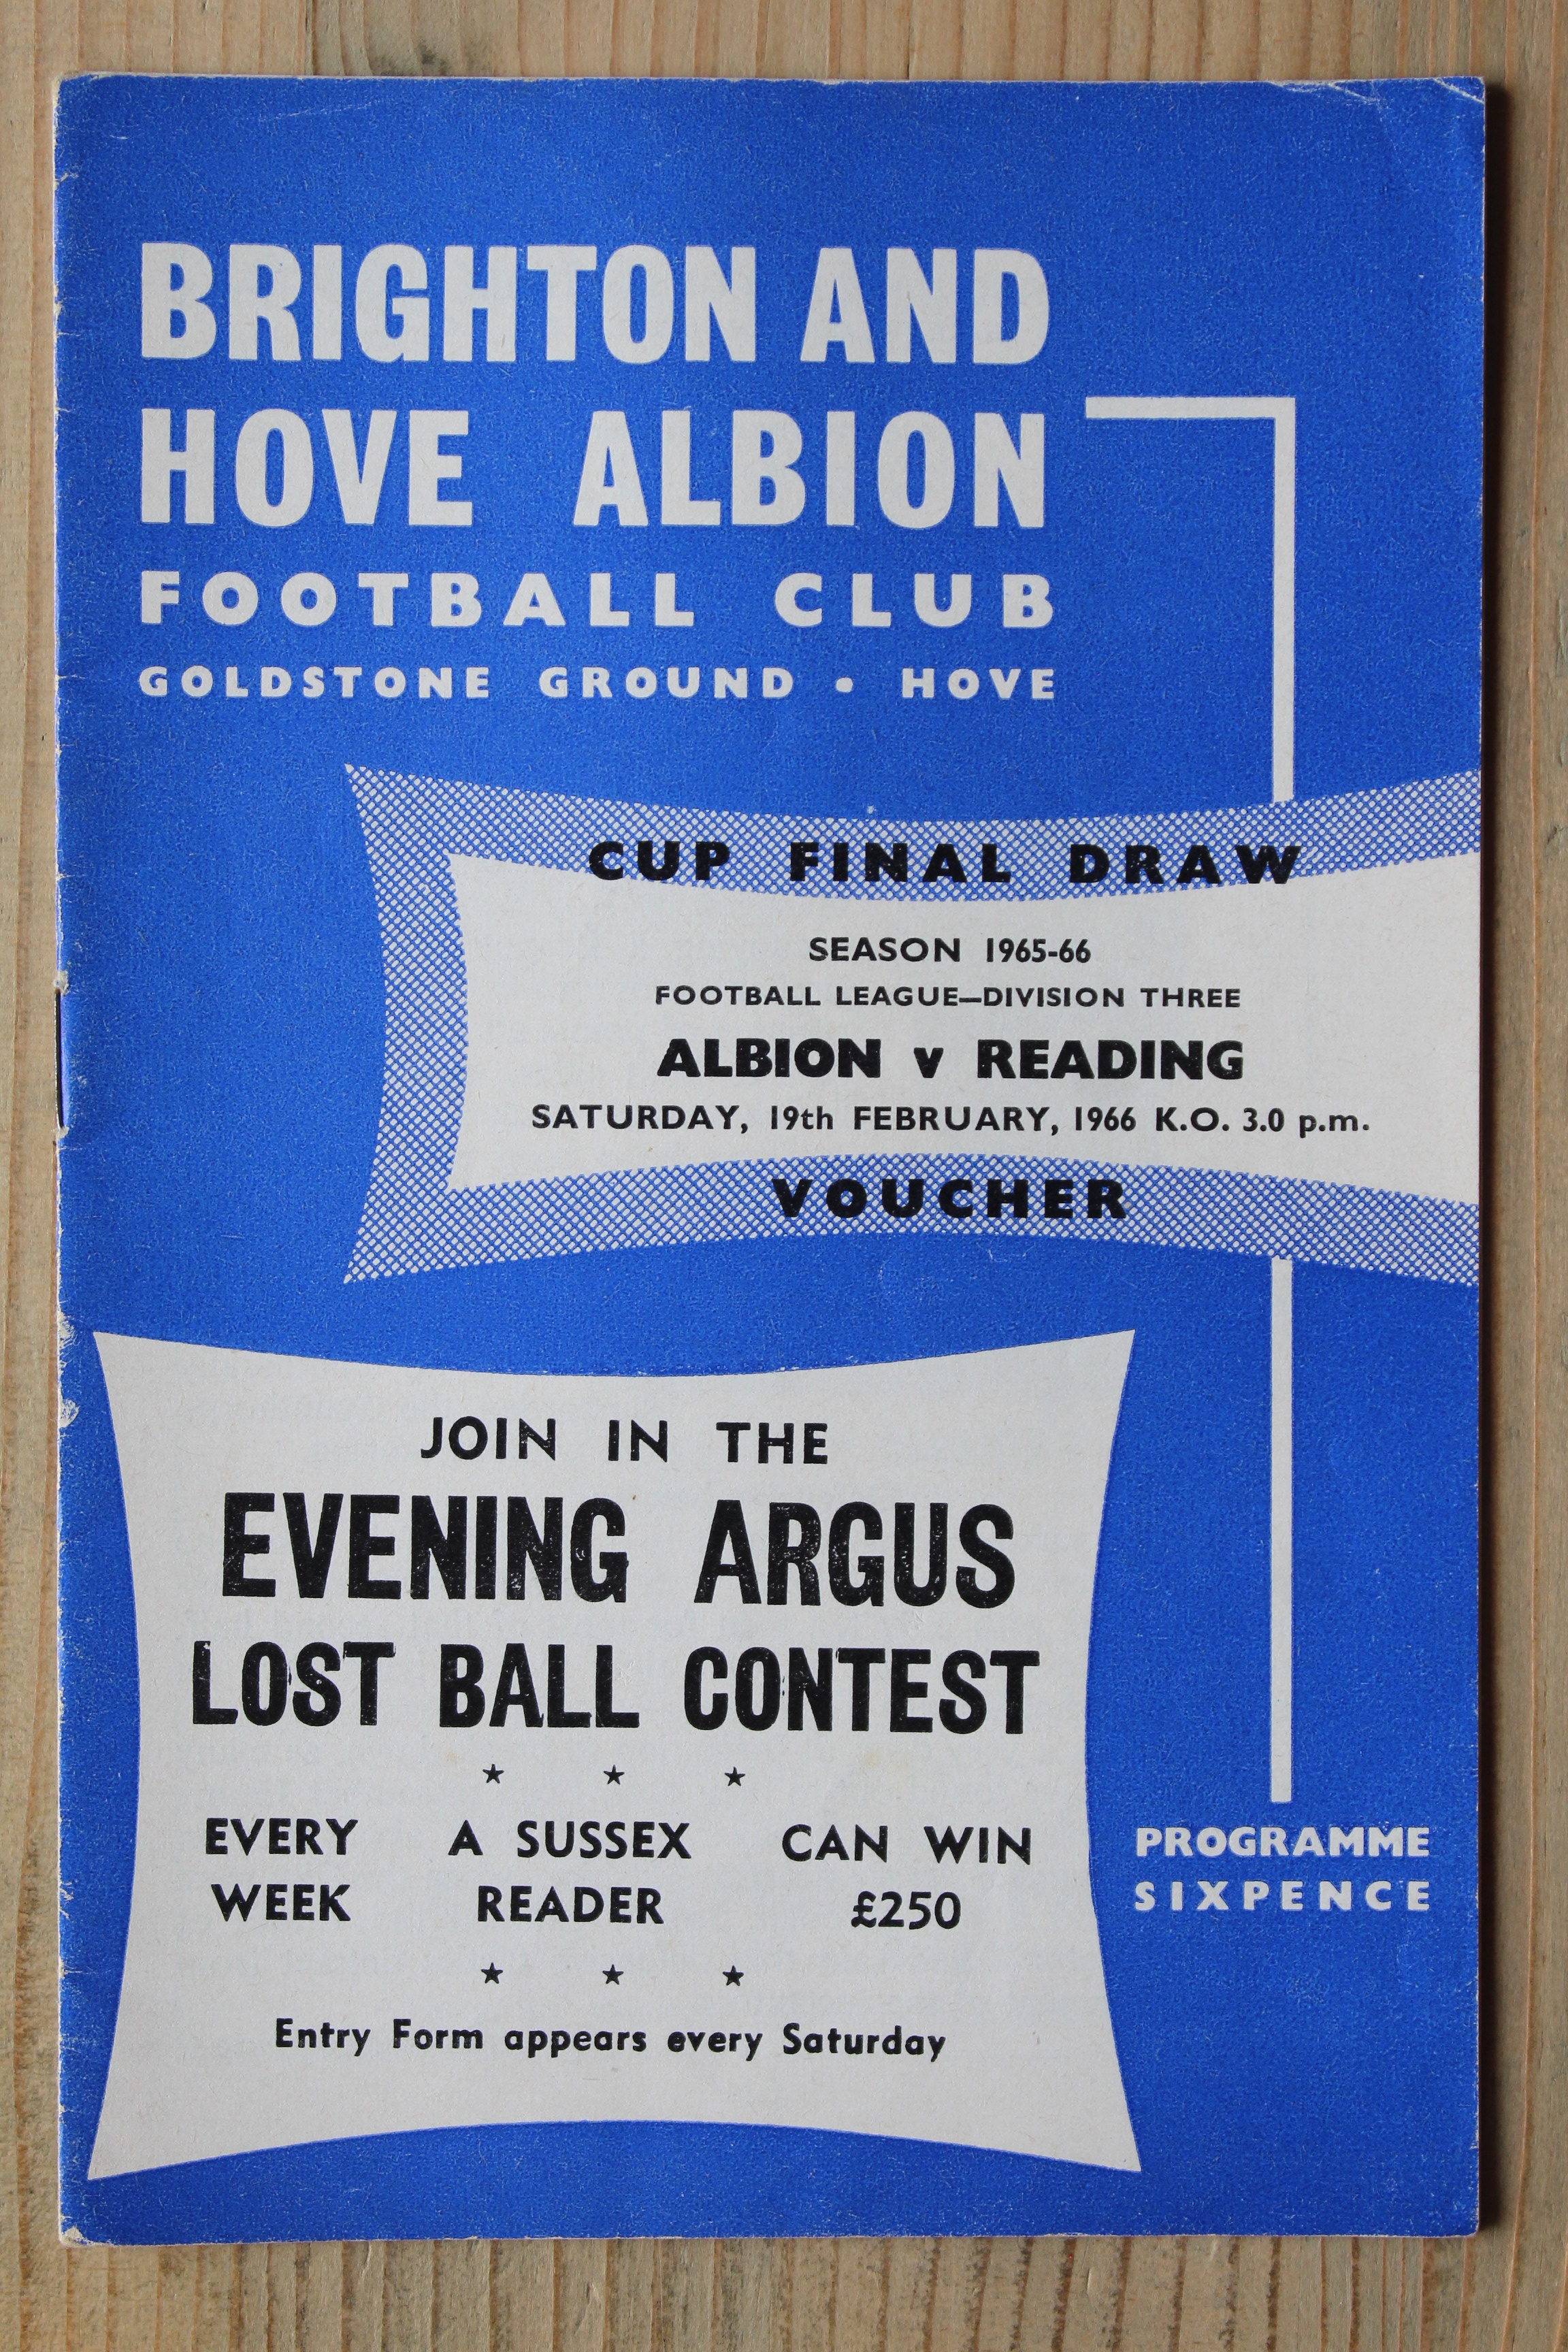 BRIGHTON AND
HOVE ALBION
FOOTBALL CLUB
GOLDSTONE GROUND • HOVE
CUP FINAL DRAW
SEASON 1965-66
FOOTBALL LEAGUE—DIVISION THREE
ALBION v READING
SATURDAY, 19th FEBRUARY, 1966 K.O. 3.0 p.m.
VOUCHER
JOIN IN THE
EVENING ARGUS
LOST BALL CONTEST
★ ★ ★
EVERY A SUSSEX CAN WIN
WEEK READER £250
★ ★ ★
Entry Form appears every Saturday
PROGRAMME
SIXPENCE